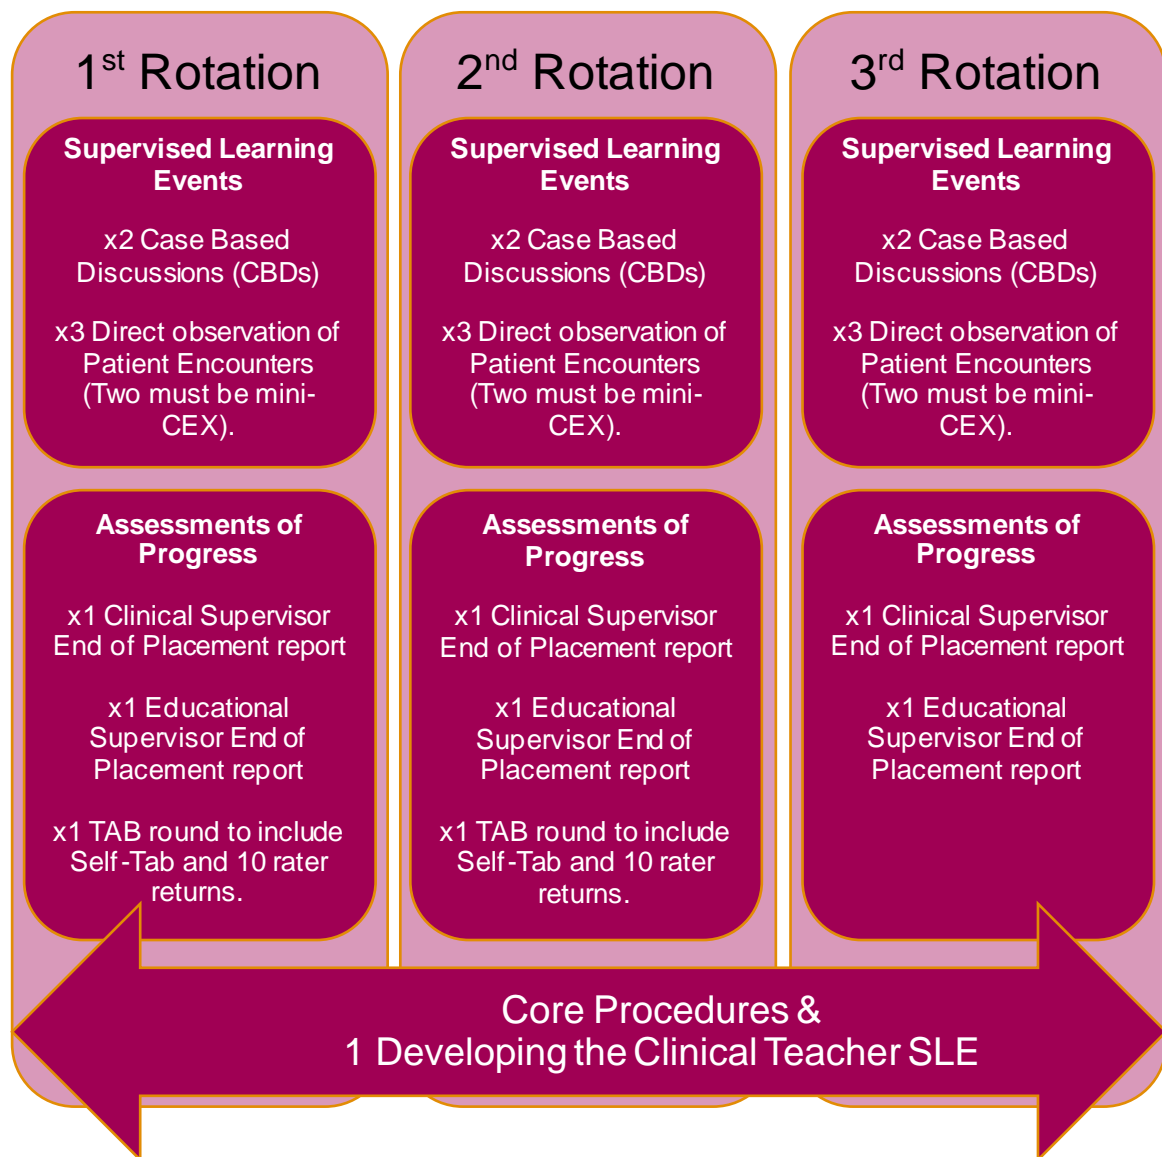 1st Rotation
Supervised Learning
Events
x2 Case Based
Discussions (CBDs)
x3 Direct observation of
Patient Encounters
(Two must be mini-
CEX).
Assessments of
Progress
x1 Clinical Supervisor
End of Placement report
x1 Educational
Supervisor End of
Placement report
x1 TAB round to include
Self-Tab and 10 rater
returns.
2nd Rotation
Supervised Learning
Events
x2 Case Based
Discussions (CBDs)
x3 Direct observation of
Patient Encounters
(Two must be mini-
CEX).
Assessments of
Progress
x1 Clinical Supervisor
End of Placement report
x1 Educational
Supervisor End of
Placement report
x1 TAB round to include
Self-Tab and 10 rater
returns.
3rd Rotation
Supervised Learning
Events
x2 Case Based
Discussions (CBDs)
x3 Direct observation of
Patient Encounters
(Two must be mini-
CEX).
Assessments of
Progress
x1 Clinical Supervisor
End of Placement report
x1 Educational
Supervisor End of
Placement report
Core Procedures &
1 Developing the Clinical Teacher SLE